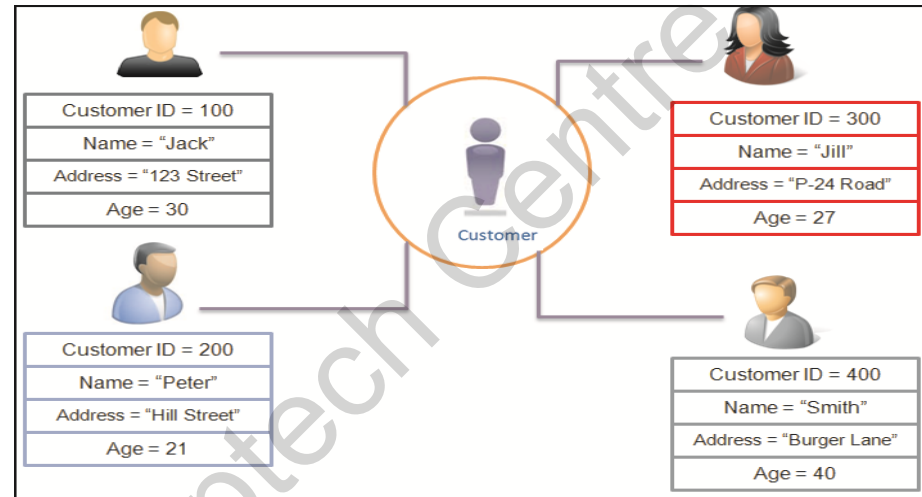 Customer ID = 100
Name = “Jack”
Address = “123 Street”
Age = 30
Customer ID = 300
Name = “Jill”
Address = “P-24 Road”
Age = 27
Customer
Customer ID = 200
Name = “Peter”
Address = “Hill Street”
Age = 21
Customer ID = 400
Name = “Smith”
Address = “Burger Lane”
Age = 40
ptech Centre